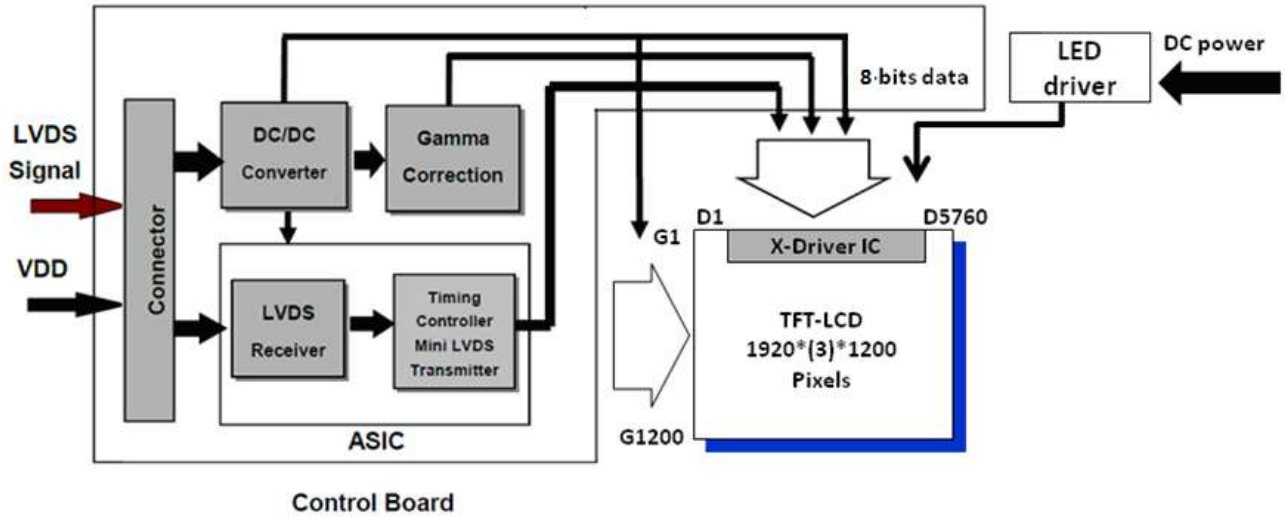 LVDS
Signal
VDD
Connector
DC/DC
Converter
Gamma
Correction
LVDS
Receiver
Timing
Controller
Mini LVDS
Transmitter
ASIC
Control Board
8-bits data
LED
driver
DC power
D1
D5760
G1
X-Driver IC
TFT-LCD
1920*(3)*1200
Pixels
G1200